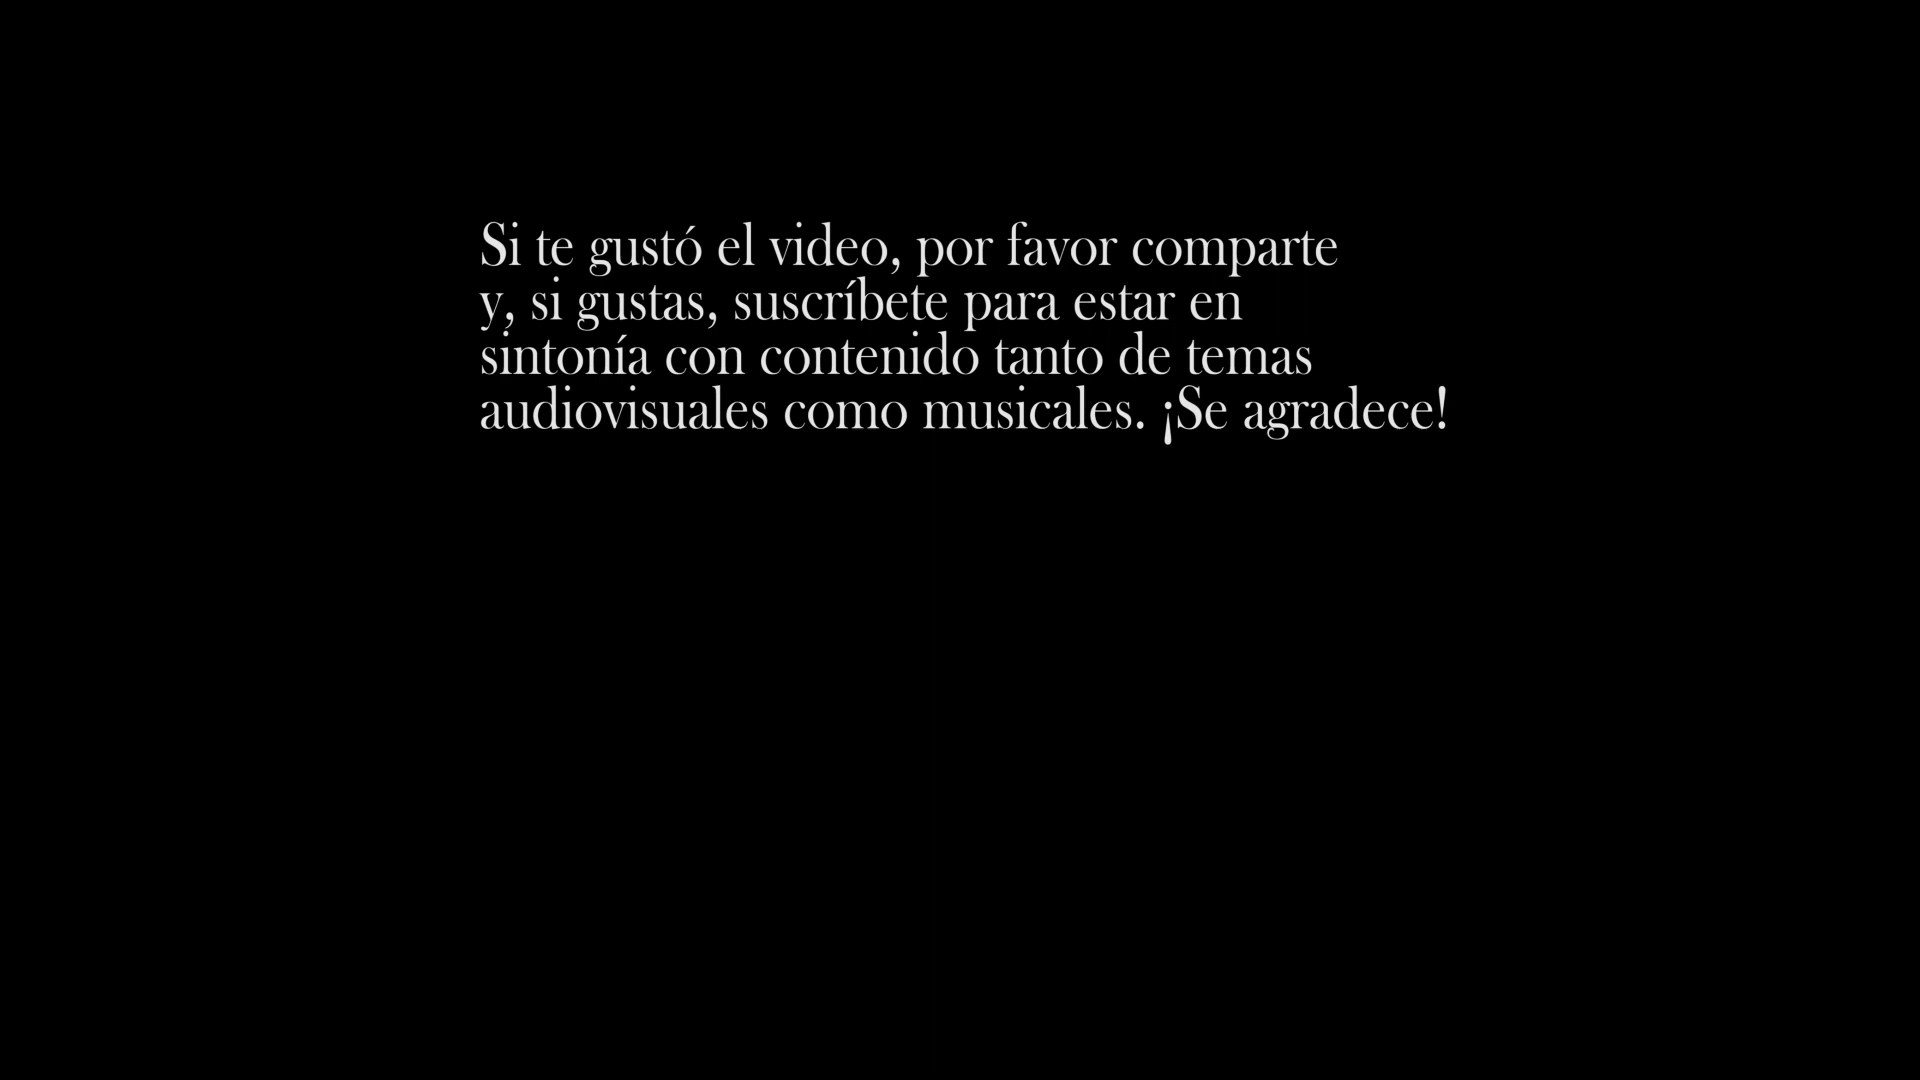 Si te gustó el video, por favor comparte
y, si gustas, suscríbete para estar en
sintonía con contenido tanto de temas
audiovisuales como musicales. ¡Se agradece!